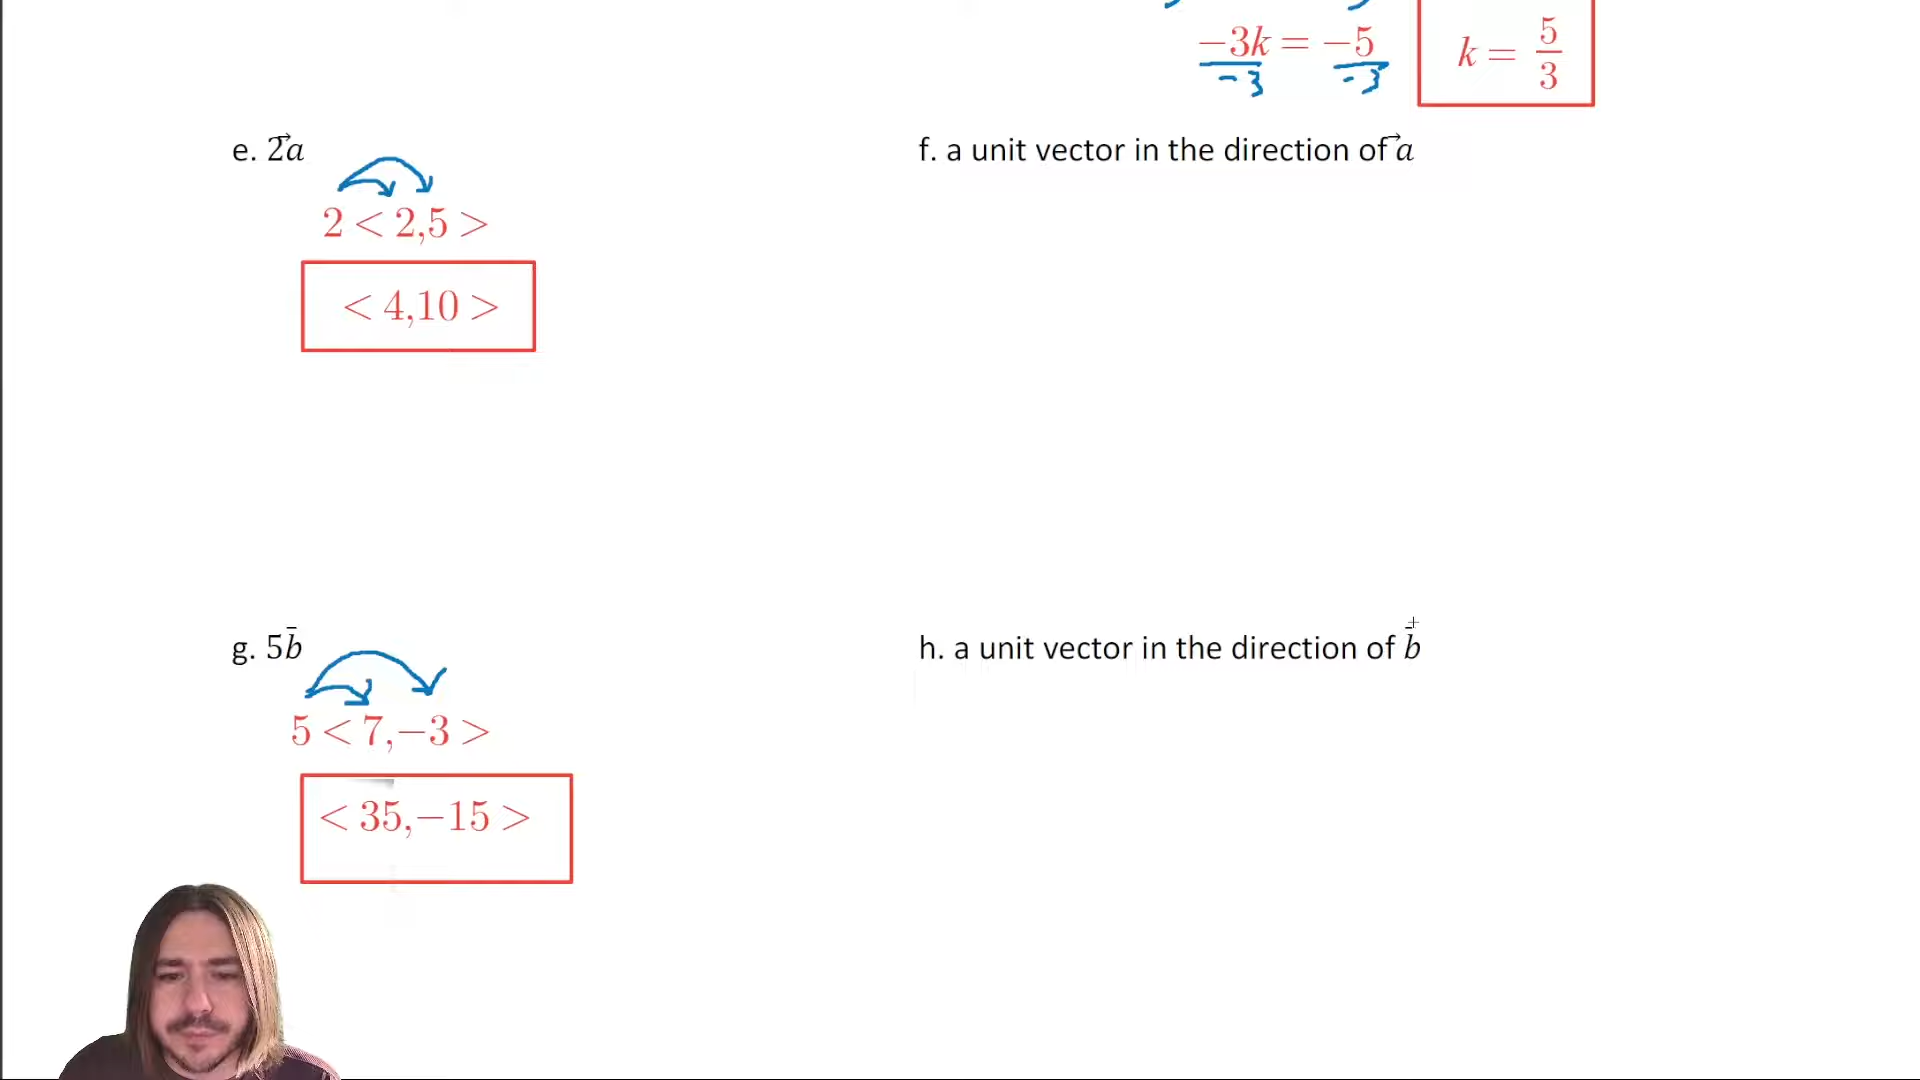 −3k = −5
−3 −3
k = 5/3
e. 2a⃗
f. a unit vector in the direction of a⃗
2 < 2,5 >
< 4,10 >
g. 5b̄
h. a unit vector in the direction of b̄
5 < 7,−3 >
< 35,−15 >